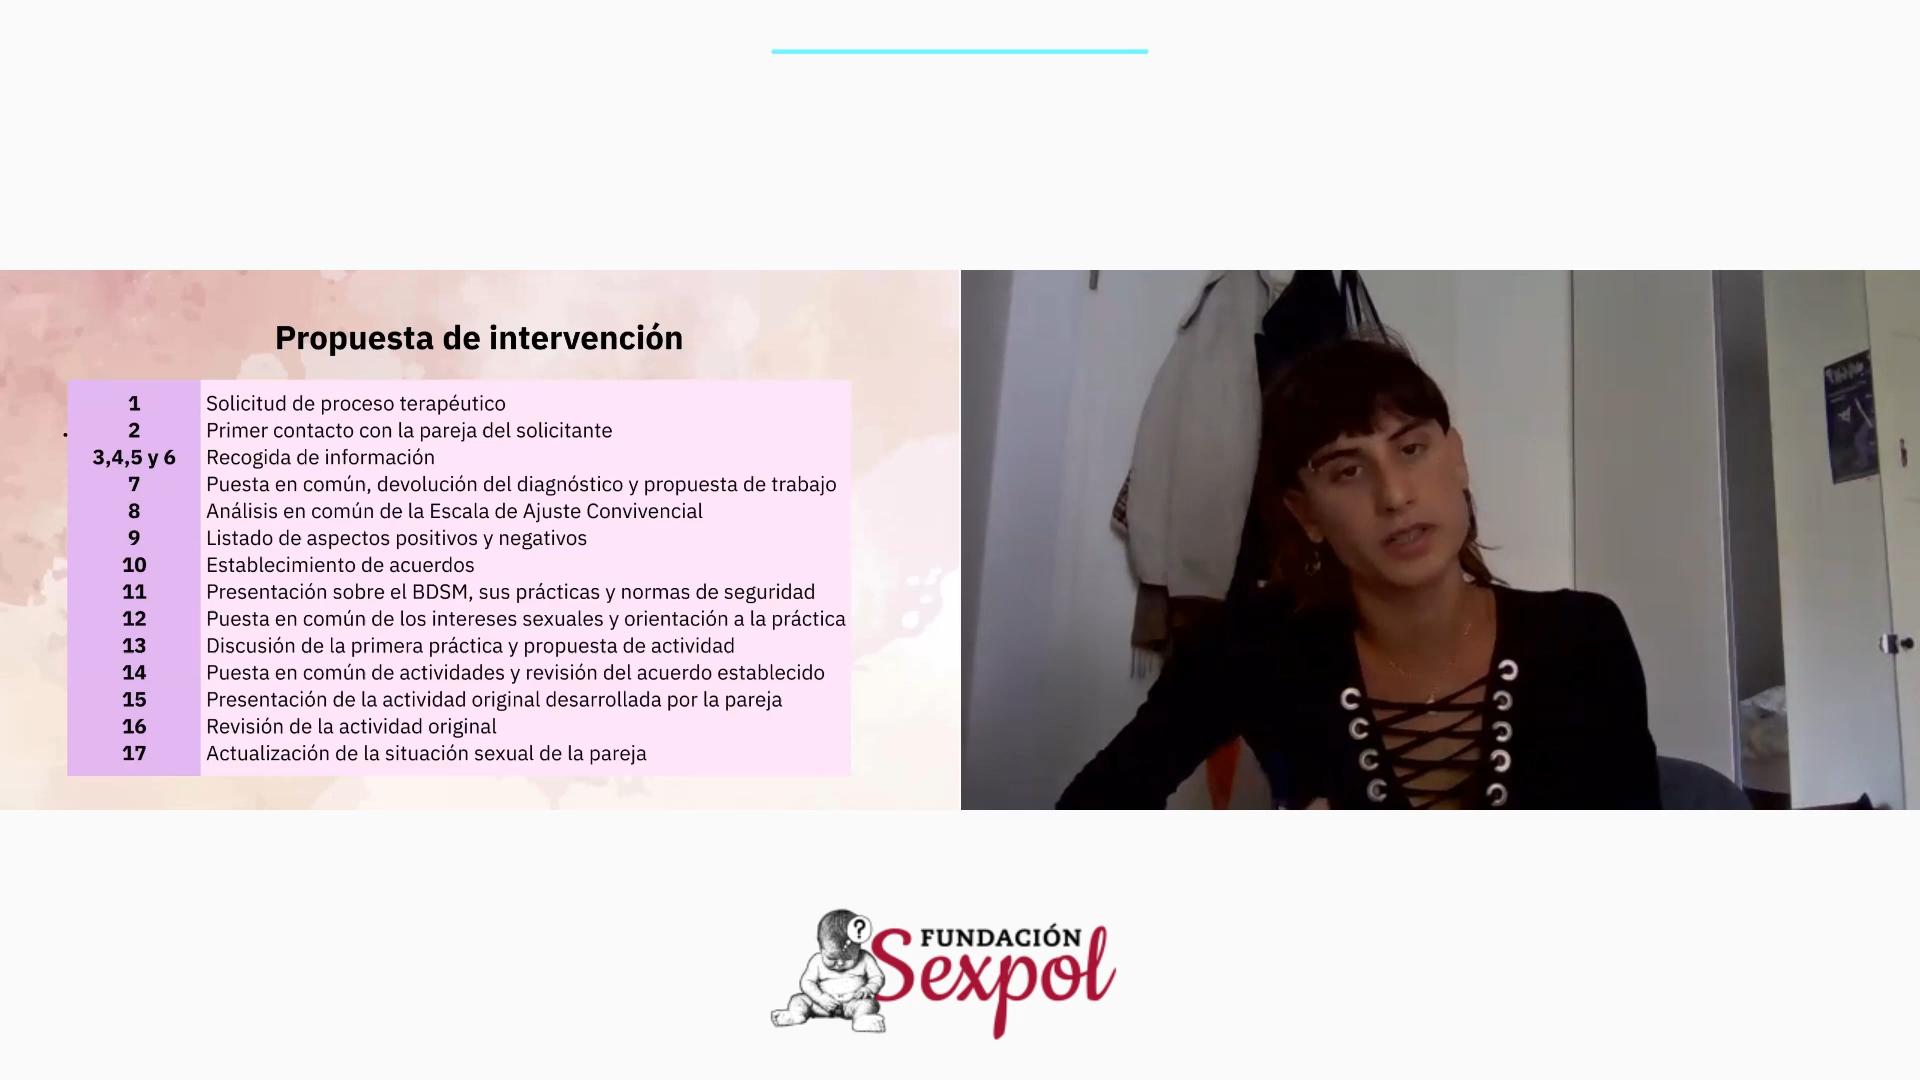 Propuesta de intervención
1 Solicitud de proceso terapéutico
2 Primer contacto con la pareja del solicitante
3,4,5 y 6 Recogida de información
7 Puesta en común, devolución del diagnóstico y propuesta de trabajo
8 Análisis en común de la Escala de Ajuste Convivencial
9 Listado de aspectos positivos y negativos
10 Establecimiento de acuerdos
11 Presentación sobre el BDSM, sus prácticas y normas de seguridad
12 Puesta en común de los intereses sexuales y orientación a la práctica
13 Discusión de la primera práctica y propuesta de actividad
14 Puesta en común de actividades y revisión del acuerdo establecido
15 Presentación de la actividad original desarrollada por la pareja
16 Revisión de la actividad original
17 Actualización de la situación sexual de la pareja
?
FUNDACIÓN
Sexpol